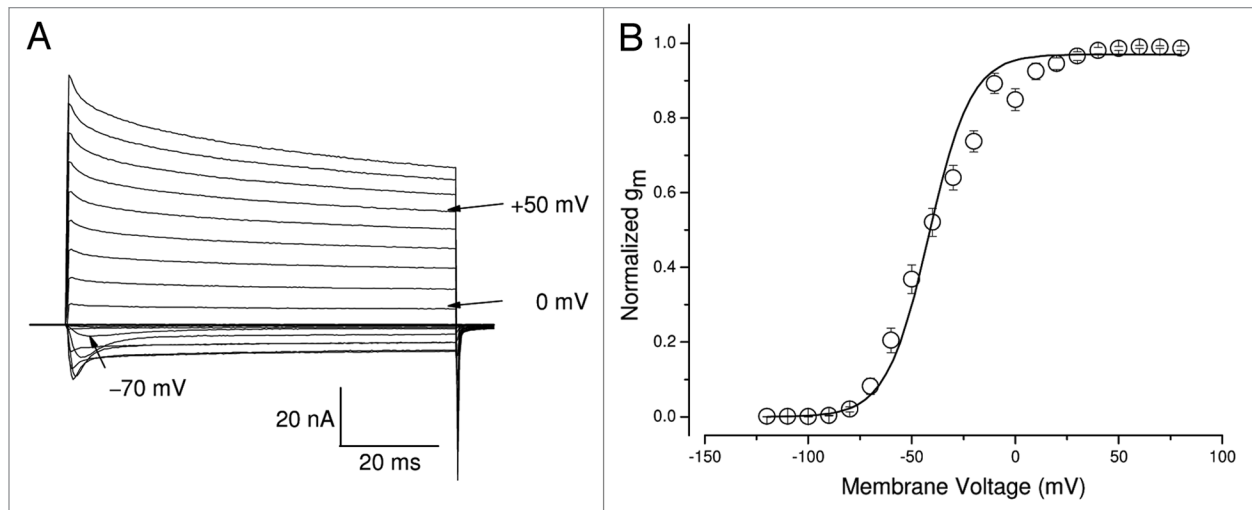 A
+50 mV
0 mV
−70 mV
20 nA
20 ms
B
Normalized gm
1.0
0.8
0.6
0.4
0.2
0.0
-150
-100
-50
0
50
100
Membrane Voltage (mV)